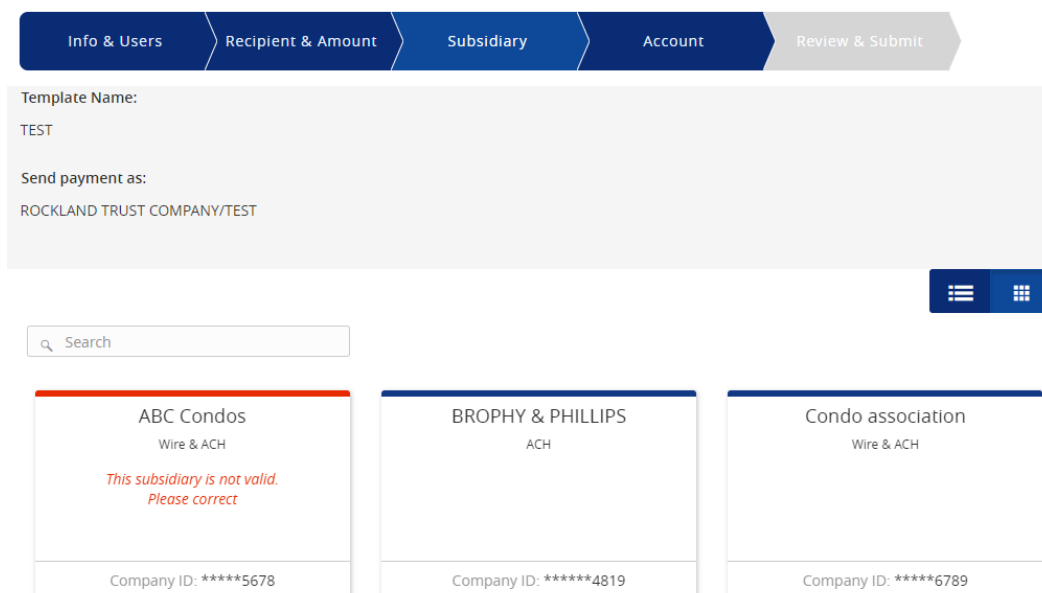 Info & Users
Recipient & Amount
Subsidiary
Account
Review & Submit
Template Name:
TEST
Send payment as:
ROCKLAND TRUST COMPANY/TEST
Search
ABC Condos
Wire & ACH
This subsidiary is not valid.
Please correct
Company ID: *****5678
BROPHY & PHILLIPS
ACH
Company ID: ******4819
Condo association
Wire & ACH
Company ID: *****6789